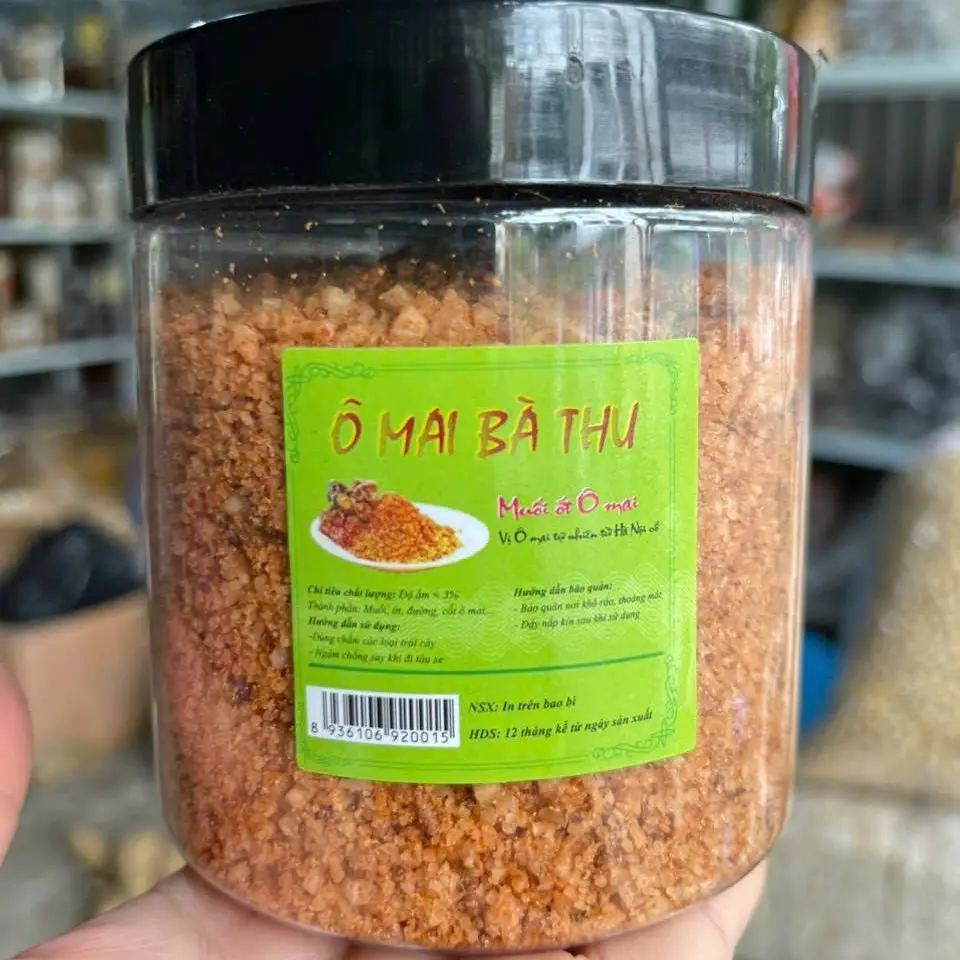 Ô MAI BÀ THU
Muối ớt Ô mai
Vị Ô mai tự nhiên từ Hà Nội cổ
Chỉ tiêu chất lượng: Độ ẩm ≈ 3%
Thành phần: Muối, ớt, đường, cốt ô mai.
Hướng dẫn sử dụng:
-Dùng chấm các loại trái cây
- Ngậm chống say khi đi tàu xe
Hướng dẫn bảo quản:
- Bảo quản nơi khô ráo, thoáng mát
- Đậy nắp kín sau khi sử dụng
8 936106 920015
NSX: In trên bao bì
HDS: 12 tháng kể từ ngày sản xuất